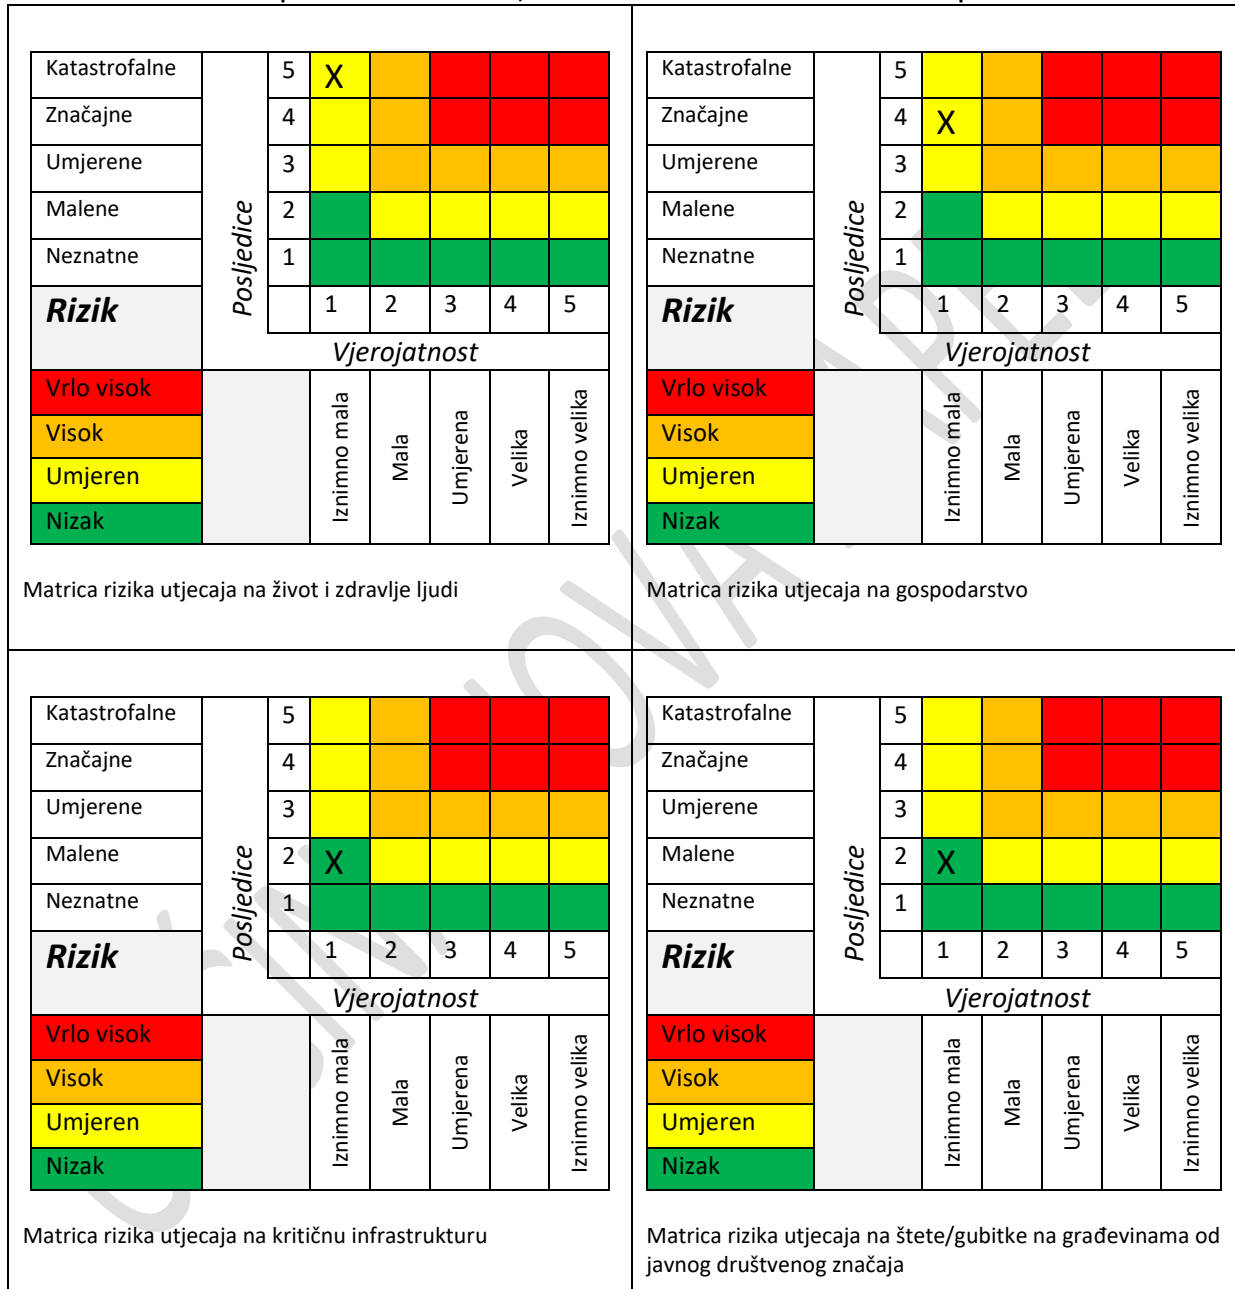 Katastrofalne 5 X
Značajne 4
Umjerene 3
Malene 2
Neznatne 1
Posljedice
Rizik 1 2 3 4 5
Vjerojatnost
Vrlo visok
Visok
Umjeren
Nizak
Iznimno mala
Mala
Umjerena
Velika
Iznimno velika
Matrica rizika utjecaja na život i zdravlje ljudi
Katastrofalne 5
Značajne 4 X
Umjerene 3
Malene 2
Neznatne 1
Posljedice
Rizik 1 2 3 4 5
Vjerojatnost
Vrlo visok
Visok
Umjeren
Nizak
Iznimno mala
Mala
Umjerena
Velika
Iznimno velika
Matrica rizika utjecaja na gospodarstvo
Katastrofalne 5
Značajne 4
Umjerene 3
Malene 2 X
Neznatne 1
Posljedice
Rizik 1 2 3 4 5
Vjerojatnost
Vrlo visok
Visok
Umjeren
Nizak
Iznimno mala
Mala
Umjerena
Velika
Iznimno velika
Matrica rizika utjecaja na kritičnu infrastrukturu
Katastrofalne 5
Značajne 4
Umjerene 3
Malene 2 X
Neznatne 1
Posljedice
Rizik 1 2 3 4 5
Vjerojatnost
Vrlo visok
Visok
Umjeren
Nizak
Iznimno mala
Mala
Umjerena
Velika
Iznimno velika
Matrica rizika utjecaja na štete/gubitke na građevinama od
javnog društvenog značaja